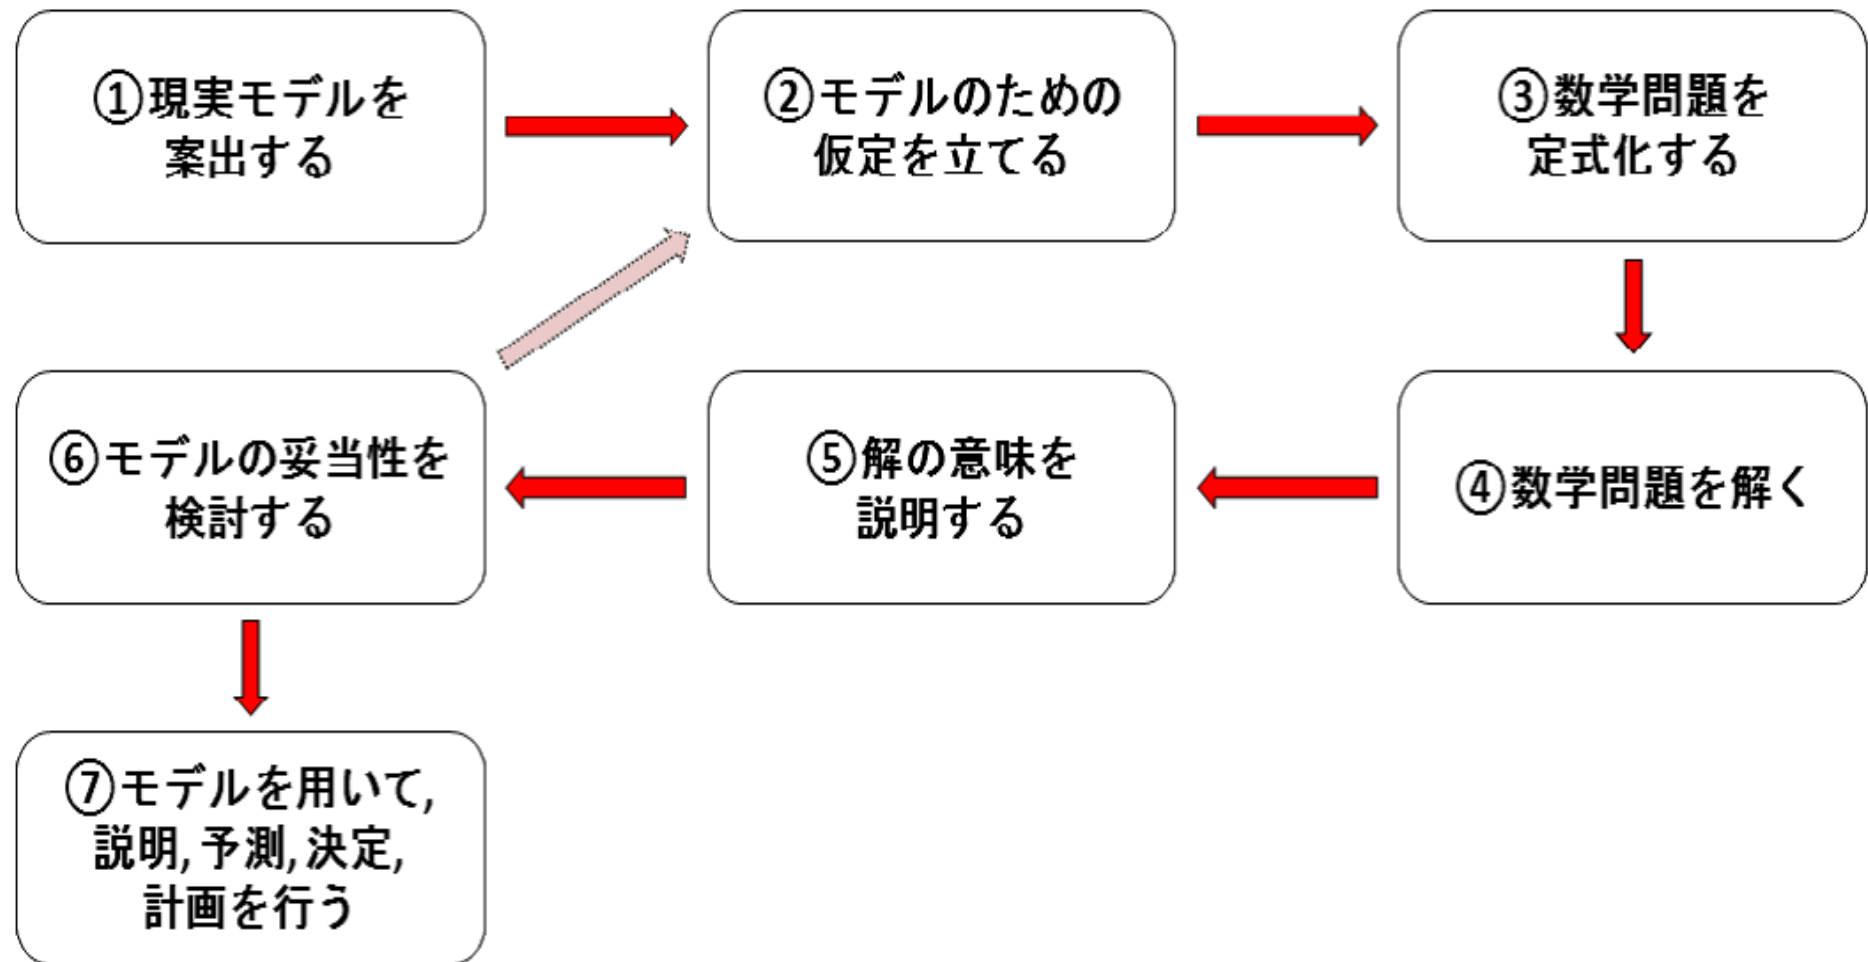 ①現実モデルを
案出する
②モデルのための
仮定を立てる
③数学問題を
定式化する
⑥モデルの妥当性を
検討する
⑤解の意味を
説明する
④数学問題を解く
⑦モデルを用いて,
説明,予測,決定,
計画を行う